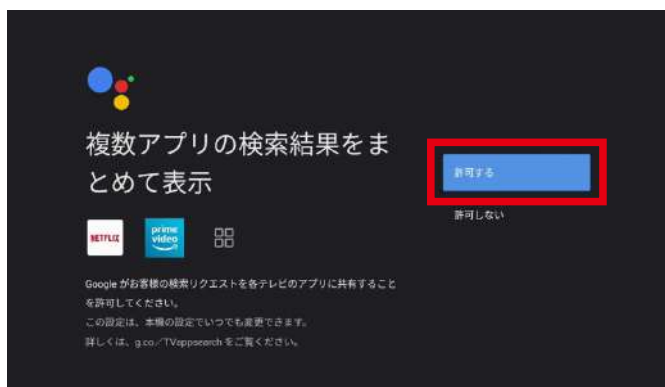 複数アプリの検索結果をま
とめて表示
NETFLIX
prime
video
Google がお客様の検索リクエストを各テレビのアプリに共有すること
を許可してください。
この設定は、本機の設定でいつでも変更できます。
詳しくは、g.co／TVappsearch をご覧ください。
許可する
許可しない